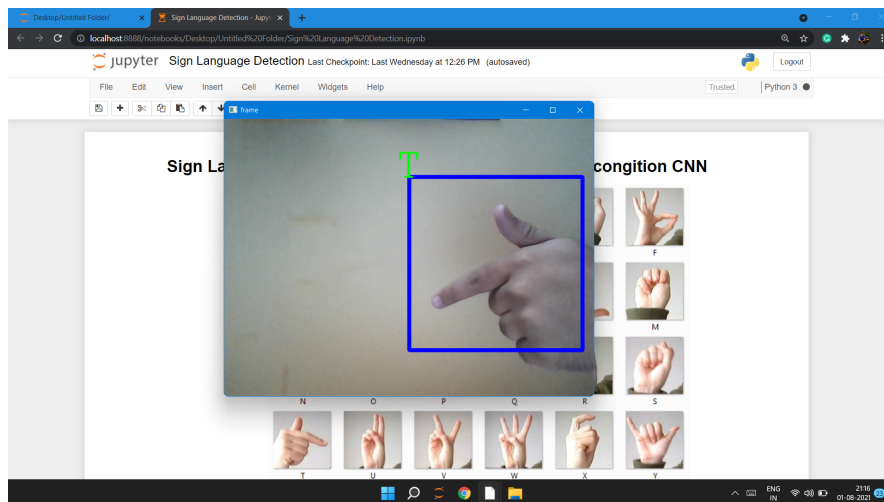 Desktop/Untitled Folder/
Sign Language Detection - Jupyt
localhost:8888/notebooks/Desktop/Untitled%20Folder/Sign%20Language%20Detection.ipynb
jupyter Sign Language Detection Last Checkpoint: Last Wednesday at 12:26 PM (autosaved)
Logout
File Edit View Insert Cell Kernel Widgets Help
Trusted
Python 3
frame
T
Sign La
congition CNN
F
M
N O P Q R S
T U V W X Y
ENG
IN
21:16
01-08-2021
23